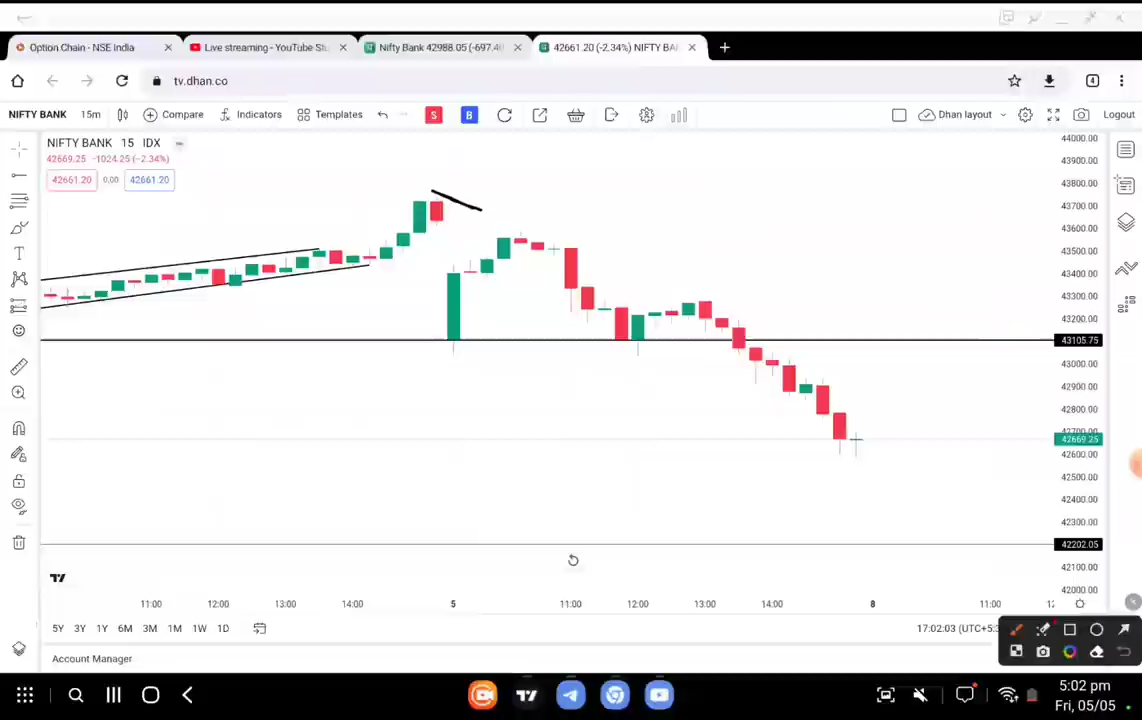 Option Chain - NSE India
Live streaming - YouTube Stu
Nifty Bank 42988.05 (-697.4
42661.20 (-2.34%) NIFTY BA
tv.dhan.co
4
NIFTY BANK 15m Compare Indicators Templates S B Dhan layout Logout
NIFTY BANK 15 IDX
42669.25 −1024.25 (−2.34%)
42661.20 0.00 42661.20
44000.00
43900.00
43800.00
43700.00
43600.00
43500.00
43400.00
43300.00
43200.00
43105.75
43000.00
42900.00
42800.00
42700.00
42669.25
42600.00
42500.00
42400.00
42300.00
42202.05
42100.00
42000.00
11:00 12:00 13:00 14:00 5 11:00 12:00 13:00 14:00 8 11:00
5Y 3Y 1Y 6M 3M 1M 1W 1D
17:02:03 (UTC+5:3
Account Manager
5:02 pm
Fri, 05/05